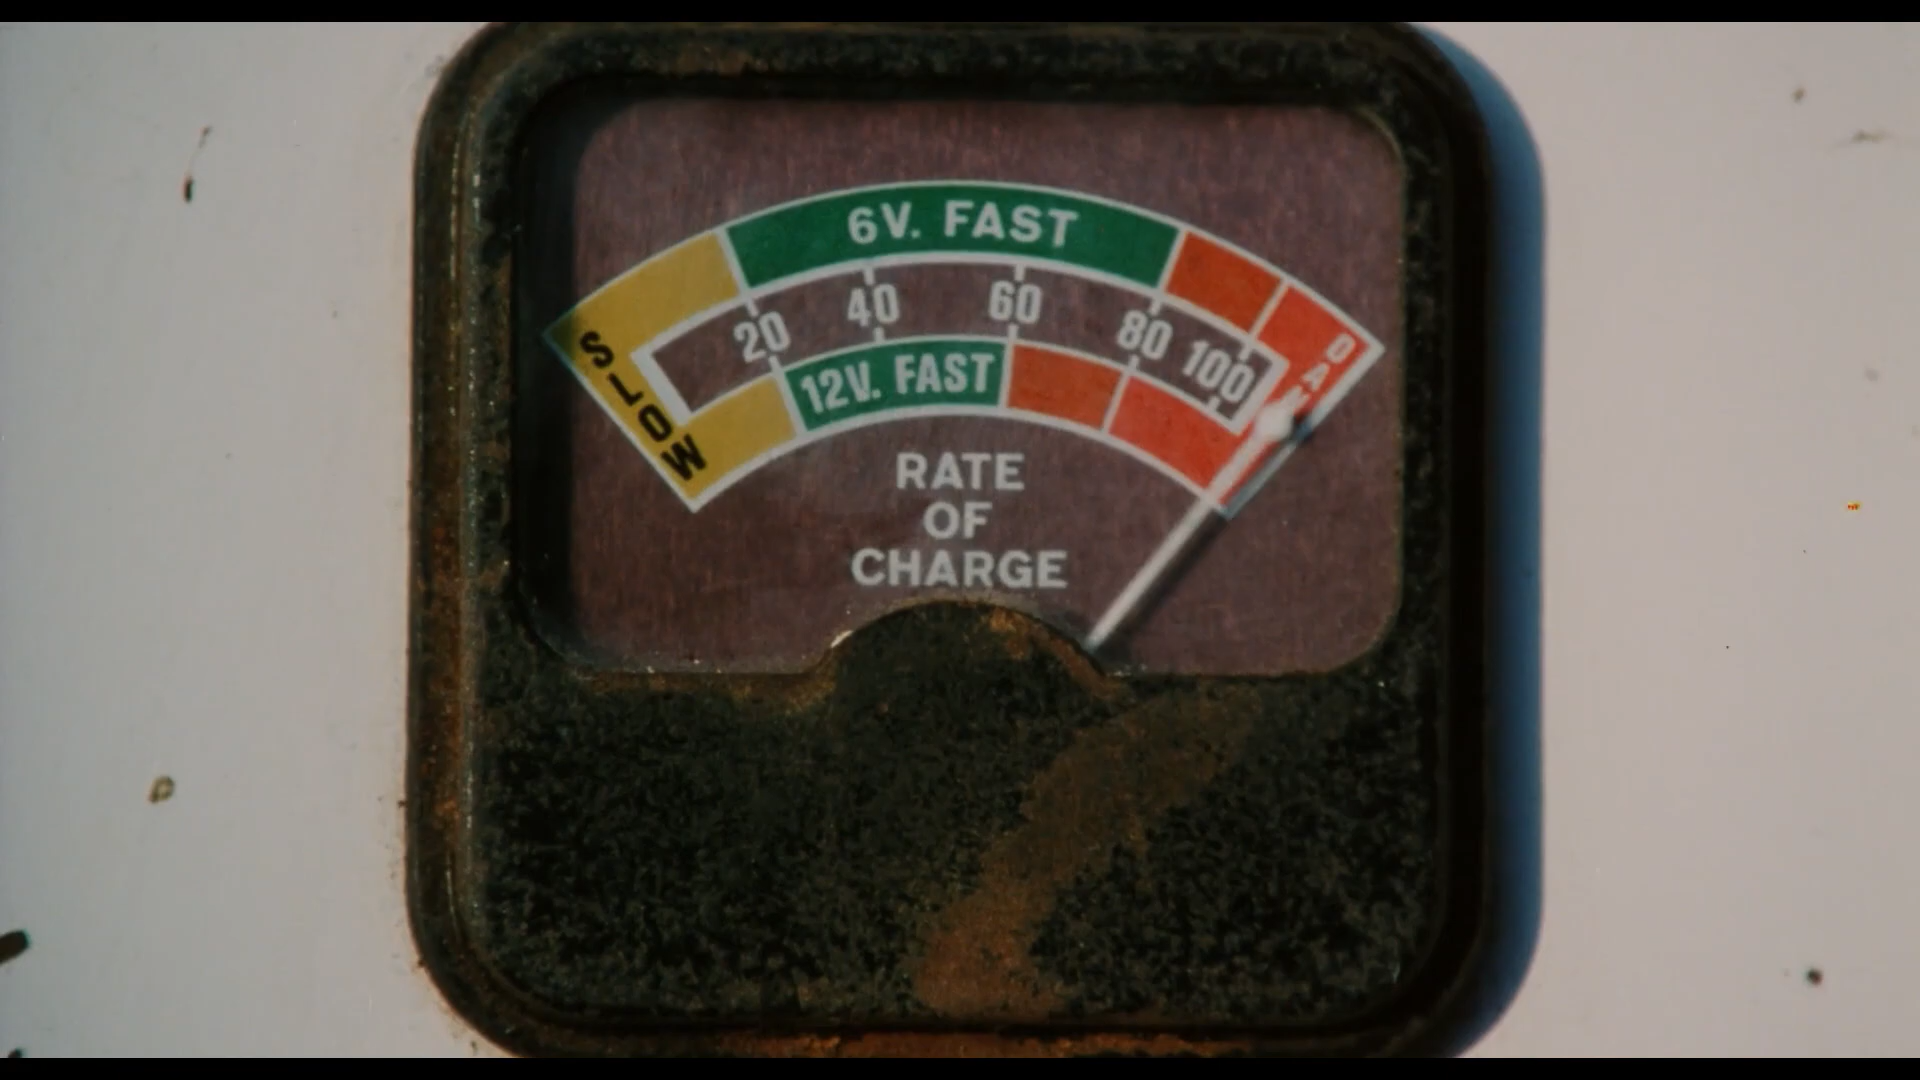 6V. FAST
20 40 60 80 100
12V. FAST
SLOW
RATE
OF
CHARGE